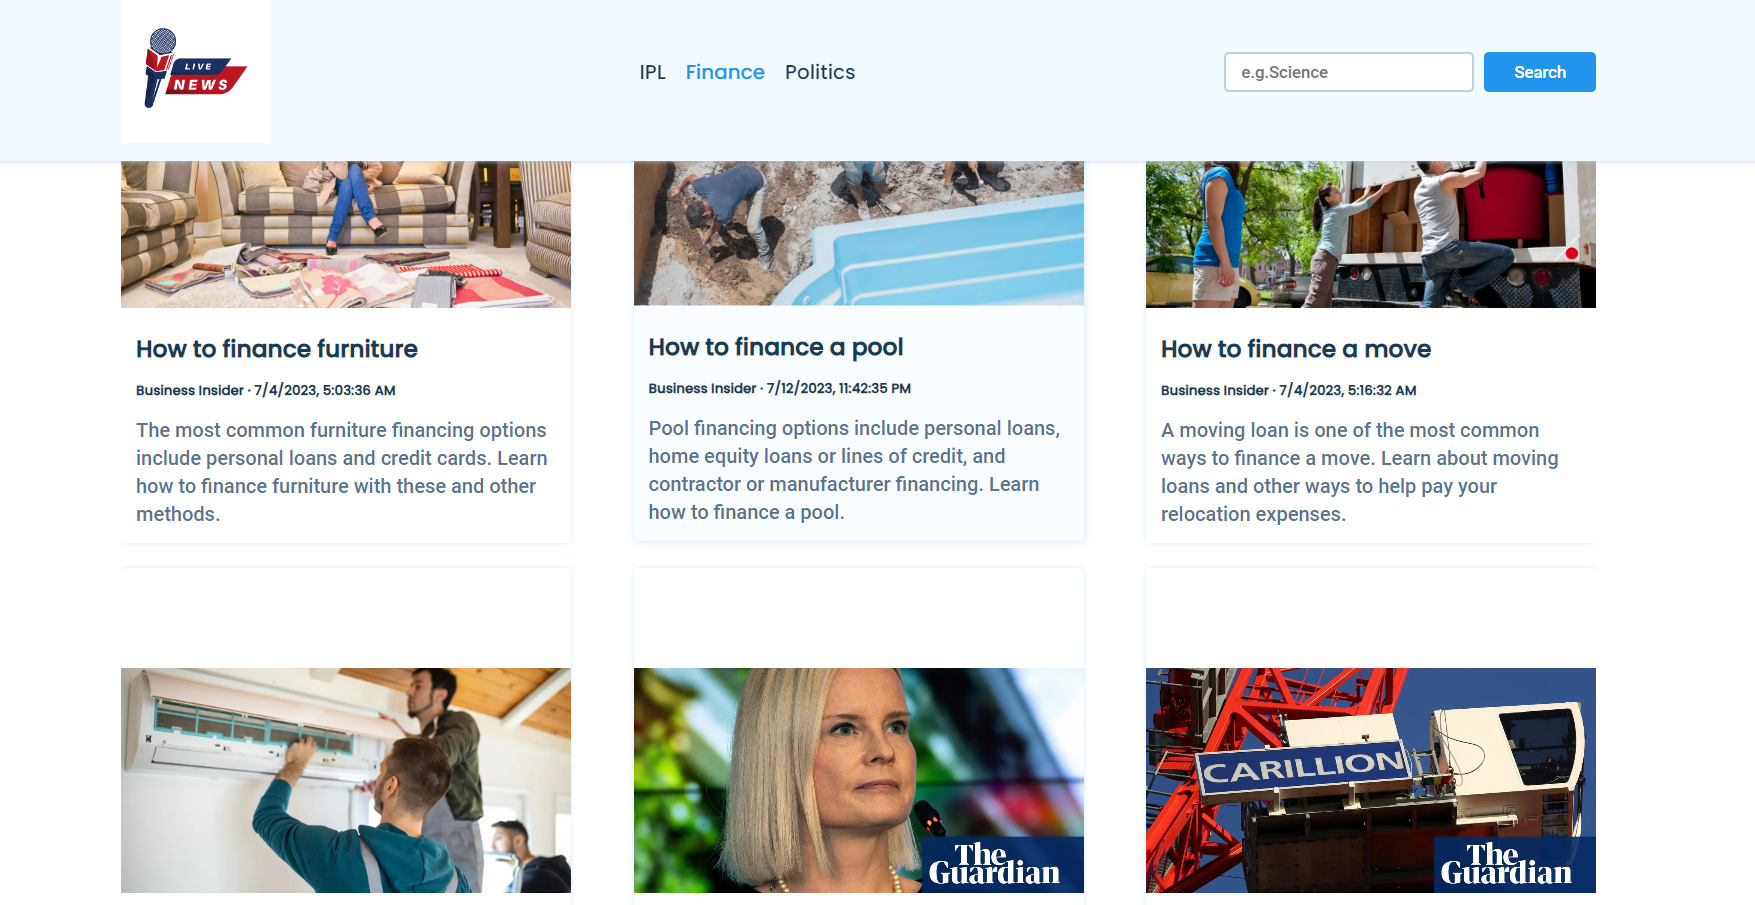 LIVE
NEWS
IPL
Finance
Politics
e.g.Science
Search
How to finance furniture
Business Insider · 7/4/2023, 5:03:36 AM
The most common furniture financing options
include personal loans and credit cards. Learn
how to finance furniture with these and other
methods.
How to finance a pool
Business Insider · 7/12/2023, 11:42:35 PM
Pool financing options include personal loans,
home equity loans or lines of credit, and
contractor or manufacturer financing. Learn
how to finance a pool.
How to finance a move
Business Insider · 7/4/2023, 5:16:32 AM
A moving loan is one of the most common
ways to finance a move. Learn about moving
loans and other ways to help pay your
relocation expenses.
The
Guardian
CARILLION
The
Guardian